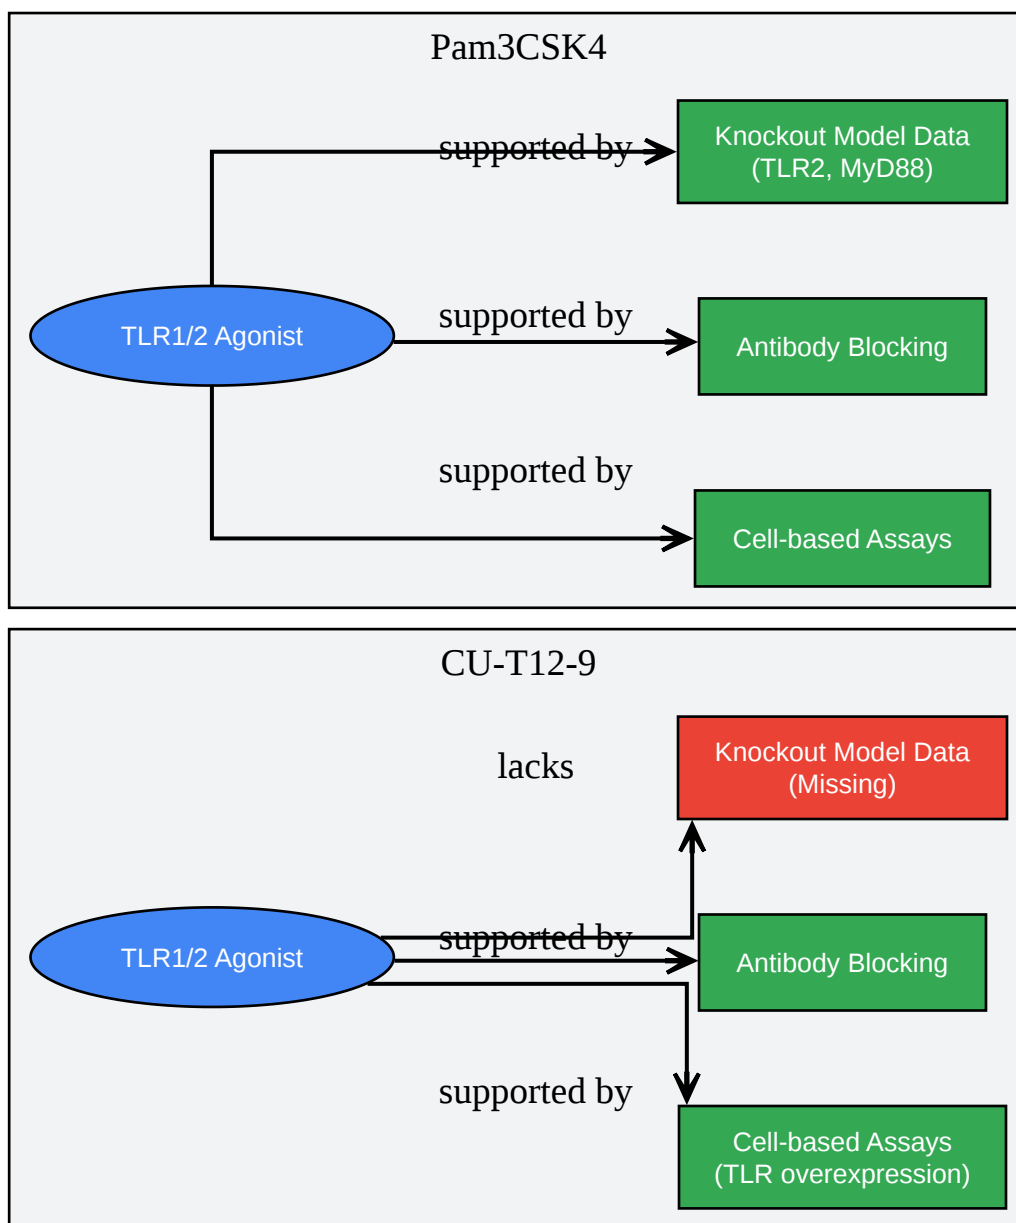 Pam3CSK4
supported by
Knockout Model Data
(TLR2, MyD88)
TLR1/2 Agonist
supported by
Antibody Blocking
supported by
Cell-based Assays
CU-T12-9
lacks
Knockout Model Data
(Missing)
TLR1/2 Agonist
supported by
Antibody Blocking
supported by
Cell-based Assays
(TLR overexpression)